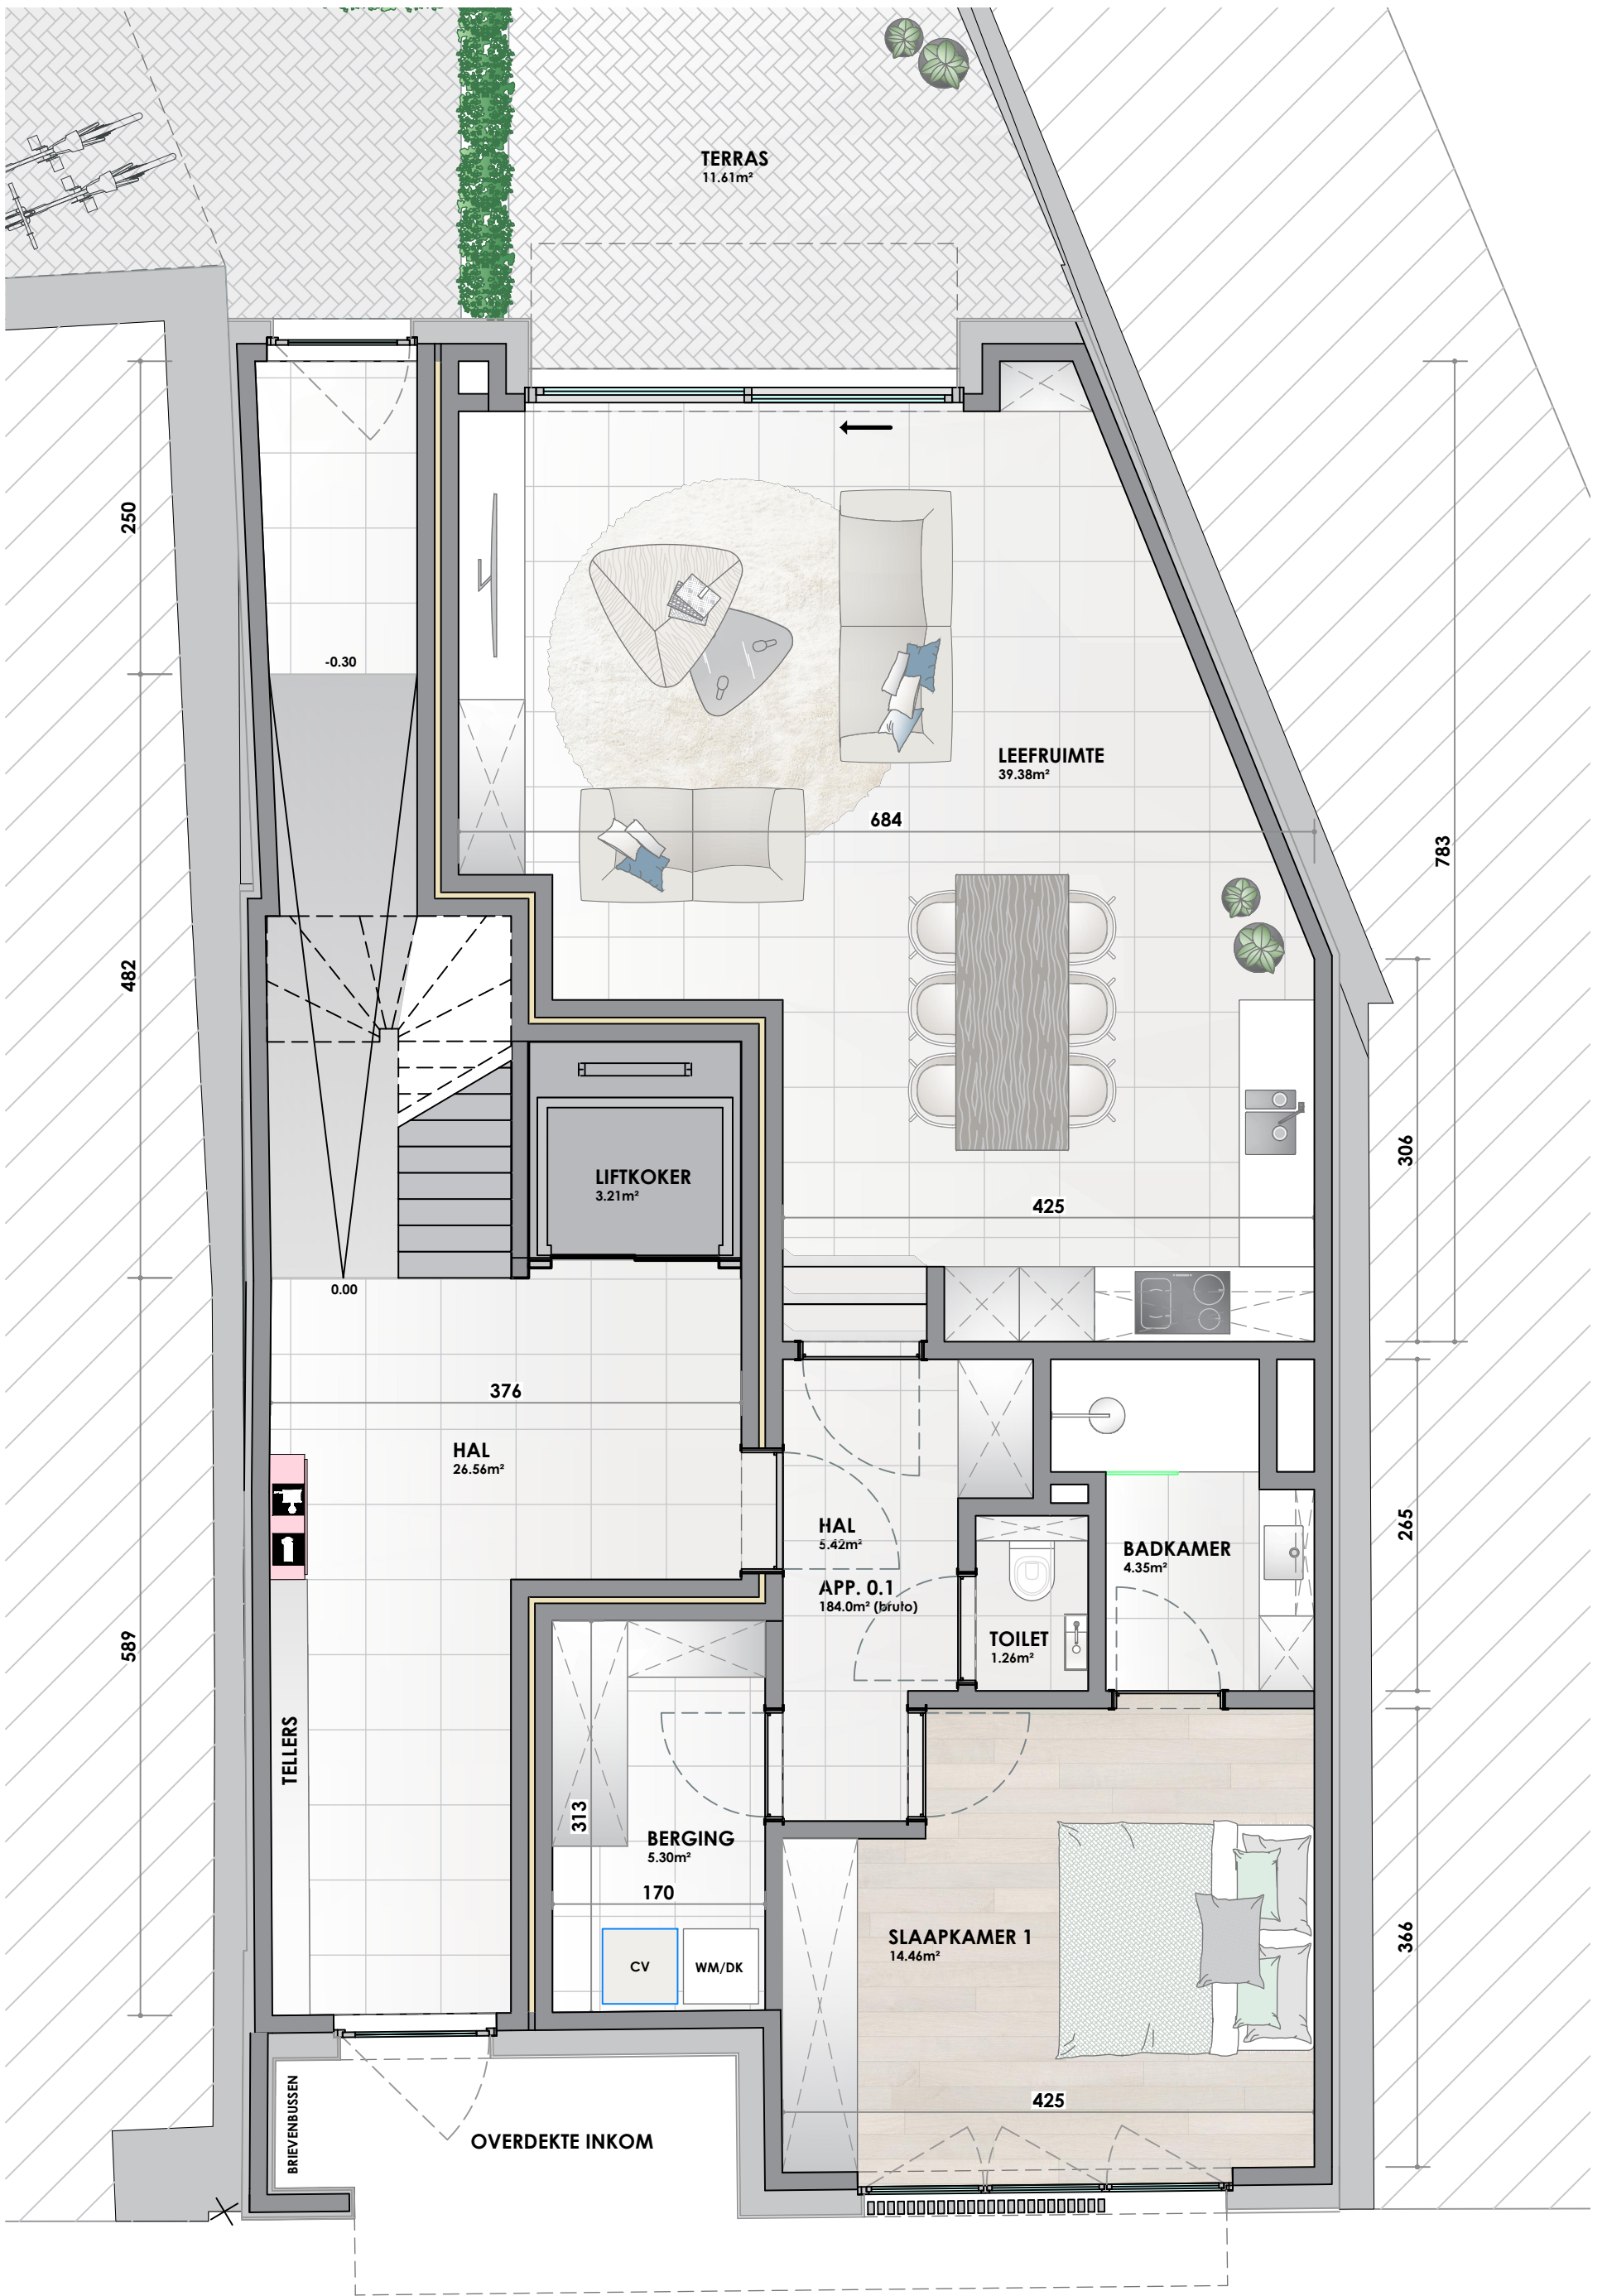 TERRAS
11.61m²
250
-0.30
LEEFRUIMTE
39.38m²
684
783
482
LIFTKOKER
3.21m²
306
425
0.00
376
HAL
26.56m²
HAL
5.42m²
265
BADKAMER
4.35m²
APP. 0.1
184.0m² (bruto)
589
TOILET
1.26m²
TELLERS
313
BERGING
5.30m²
170
SLAAPKAMER 1
14.46m²
366
CV
WM/DK
425
BRIEVENBUSSEN
OVERDEKTE INKOM